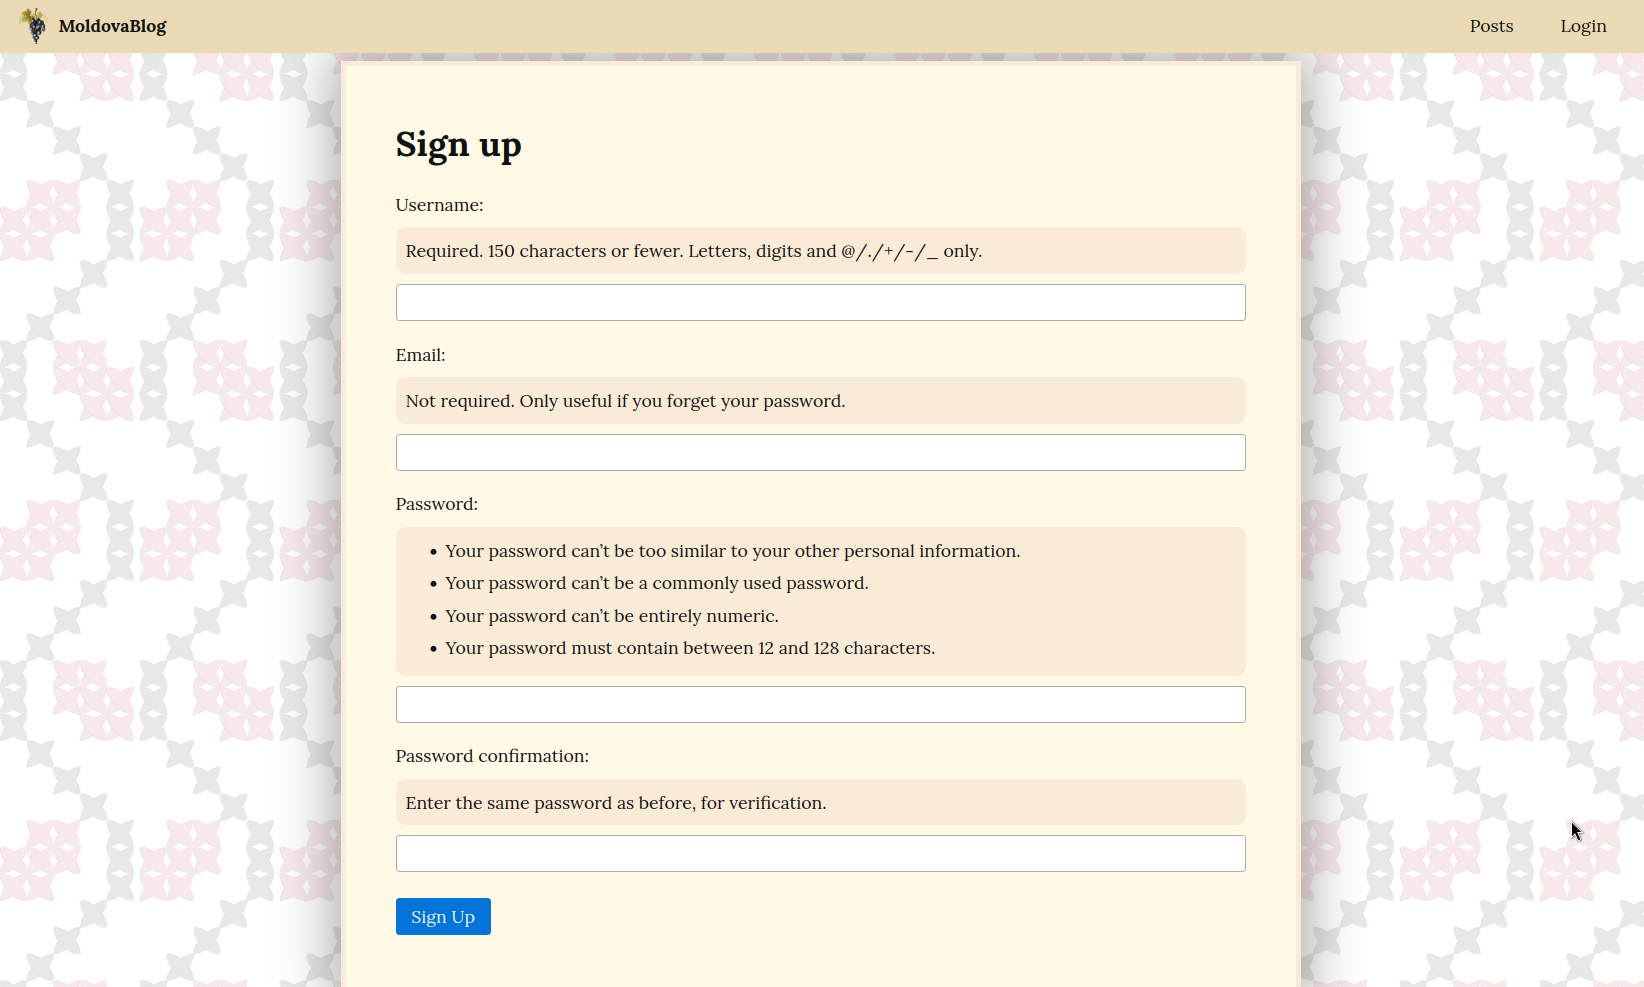 MoldovaBlog
Posts
Login
Sign up
Username:
Required. 150 characters or fewer. Letters, digits and @/./+/-/_ only.
Email:
Not required. Only useful if you forget your password.
Password:
• Your password can’t be too similar to your other personal information.
• Your password can’t be a commonly used password.
• Your password can’t be entirely numeric.
• Your password must contain between 12 and 128 characters.
Password confirmation:
Enter the same password as before, for verification.
Sign Up